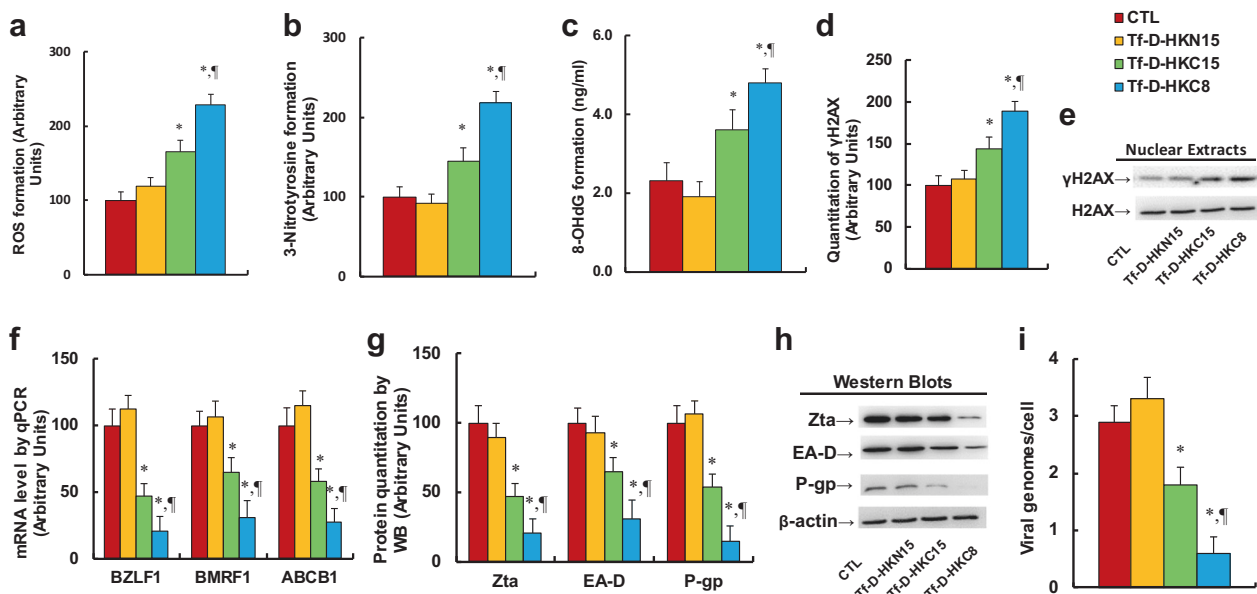 a
ROS formation (Arbitrary
Units)
300
200
100
0
*
*,¶
b
3-Nitrotyrosine formation
(Arbitrary Units)
300
200
100
0
*
*,¶
c
8-OHdG formation (ng/ml)
6.0
4.0
2.0
0.0
*
*,¶
d
Quantitation of γH2AX
(Arbitrary Units)
250
200
150
100
50
0
*
*,¶
CTL
Tf-D-HKN15
Tf-D-HKC15
Tf-D-HKC8
e
Nuclear Extracts
γH2AX→
H2AX→
CTL
Tf-D-HKN15
Tf-D-HKC15
Tf-D-HKC8
f
mRNA level by qPCR
(Arbitrary Units)
150
100
50
0
*
*,¶
*
*,¶
*
*,¶
BZLF1 BMRF1 ABCB1
g
Protein quantitation by
WB (Arbitrary Units)
150
100
50
0
*
*,¶
*
*,¶
*
*,¶
Zta EA-D P-gp
h
Western Blots
Zta→
EA-D→
P-gp→
β-actin→
CTL
Tf-D-HKN15
Tf-D-HKC15
Tf-D-HKC8
i
Viral genomes/cell
4
3
2
1
0
*
*,¶